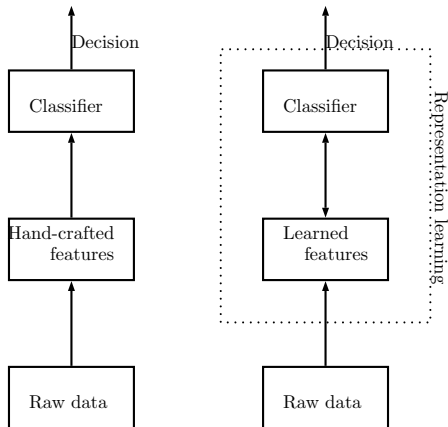 Decision
Classifier
Hand-crafted
features
Raw data
Decision
Classifier
Learned
features
Raw data
Representation learning